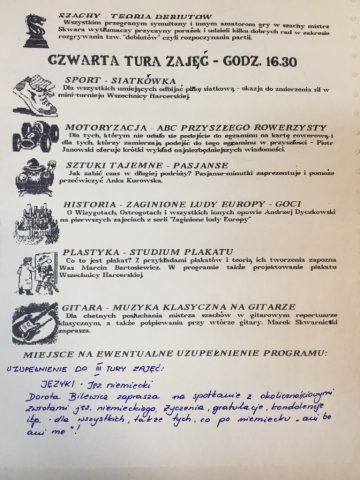 SZACHY - TEORIA DEBIUTÓW
Wszystkim przegranym symultany i innym amatorom gry w szachy mistrz
Skwara wytłumaczy przyczyny porażek i udzieli kilku dobrych rad w zakresie
rozgrywania tzw. "debiutów" czyli rozpoczynania partii.
CZWARTA TURA ZAJĘĆ - GODZ. 16.30
SPORT - SIATKÓWKA
Dla wszystkich umiejących odbijać piłkę siatkową - okazja do zmierzenia sił w
mini-turnieju Wszechnicy Harcerskiej.
MOTORYZACJA - ABC PRZYSZŁEGO ROWERZYSTY
Dla tych, którym nie udało się podejście do egzaminu na kartę rowerową i
dla tych, którzy zamierzają podejść do tego egzaminu w przyszłości - Piotr
Janowski oferuje krótki wykład najniezbędniejszych wiadomości.
SZTUKI TAJEMNE - PASJANSE
Jak zabić czas w długiej podróży? Pasjanse-minutki zaprezentuje i pomoże
przećwiczyć Anka Kurowska.
HISTORIA - ZAGINIONE LUDY EUROPY - GOCI
O Wizygotach, Ostrogotach i wszystkich innych opowie Andrzej Dyczkowski
na pierwszych zajęciach z serii "Zaginione ludy Europy"
PLASTYKA - STUDIUM PLAKATU
Co to jest plakat? Z przykładami plakatów i teorią ich tworzenia zapozna
Was Marcin Bartosiewicz. W programie także projektowanie plakatu
Wszechnicy Harcerskiej.
GITARA - MUZYKA KLASYCZNA NA GITARZE
Dla chętnych posłuchania mistrza szachów w gitarowym repertuarze
klasycznym, a także pośpiewania przy wtórze gitary. Marek Skwarnicki
zaprasza.
MIEJSCE NA EWENTUALNE UZUPEŁNIENIE PROGRAMU:
UZUPEŁNIENIE DO III TURY ZAJĘĆ:
JĘZYKI - Jęz niemiecki
Dorota Bilewicz zaprasza na spotkanie z okolicznościowymi
zwrotami jęz. niemieckiego. Życzenia, gratulacje, kondolencje
itp. - dla wszystkich, także tych, co po niemiecku "ani be
ani me"!